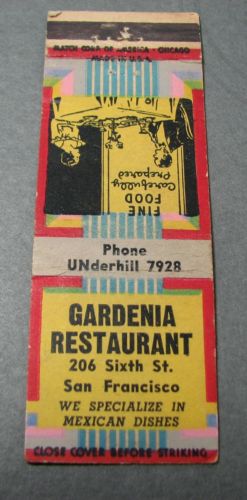 MATCH CORP. OF AMERICA - CHICAGO
MADE IN U.S.A.
FINE
FOOD
Carefully
Prepared
Phone
UNderhill 7928
GARDENIA
RESTAURANT
206 Sixth St.
San Francisco
WE SPECIALIZE IN
MEXICAN DISHES
CLOSE COVER BEFORE STRIKING